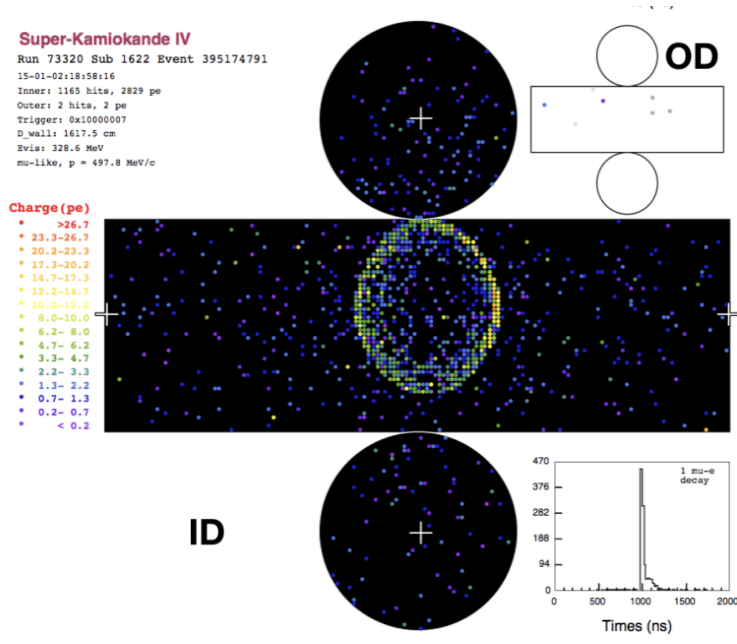 Super-Kamiokande IV
Run 73320 Sub 1622 Event 395174791
15-01-02:18:58:16
Inner: 1165 hits, 2829 pe
Outer: 2 hits, 2 pe
Trigger: 0x10000007
D_wall: 1617.5 cm
Evis: 328.6 MeV
mu-like, p = 497.8 MeV/c
OD
Charge(pe)
>26.7
23.3-26.7
20.2-23.3
17.3-20.2
14.7-17.3
12.2-14.7
10.0-12.2
8.0-10.0
6.2- 8.0
4.7- 6.2
3.3- 4.7
2.2- 3.3
1.3- 2.2
0.7- 1.3
0.2- 0.7
< 0.2
ID
470
376
282
188
94
0
1 mu-e
decay
0 500 1000 1500 2000
Times (ns)